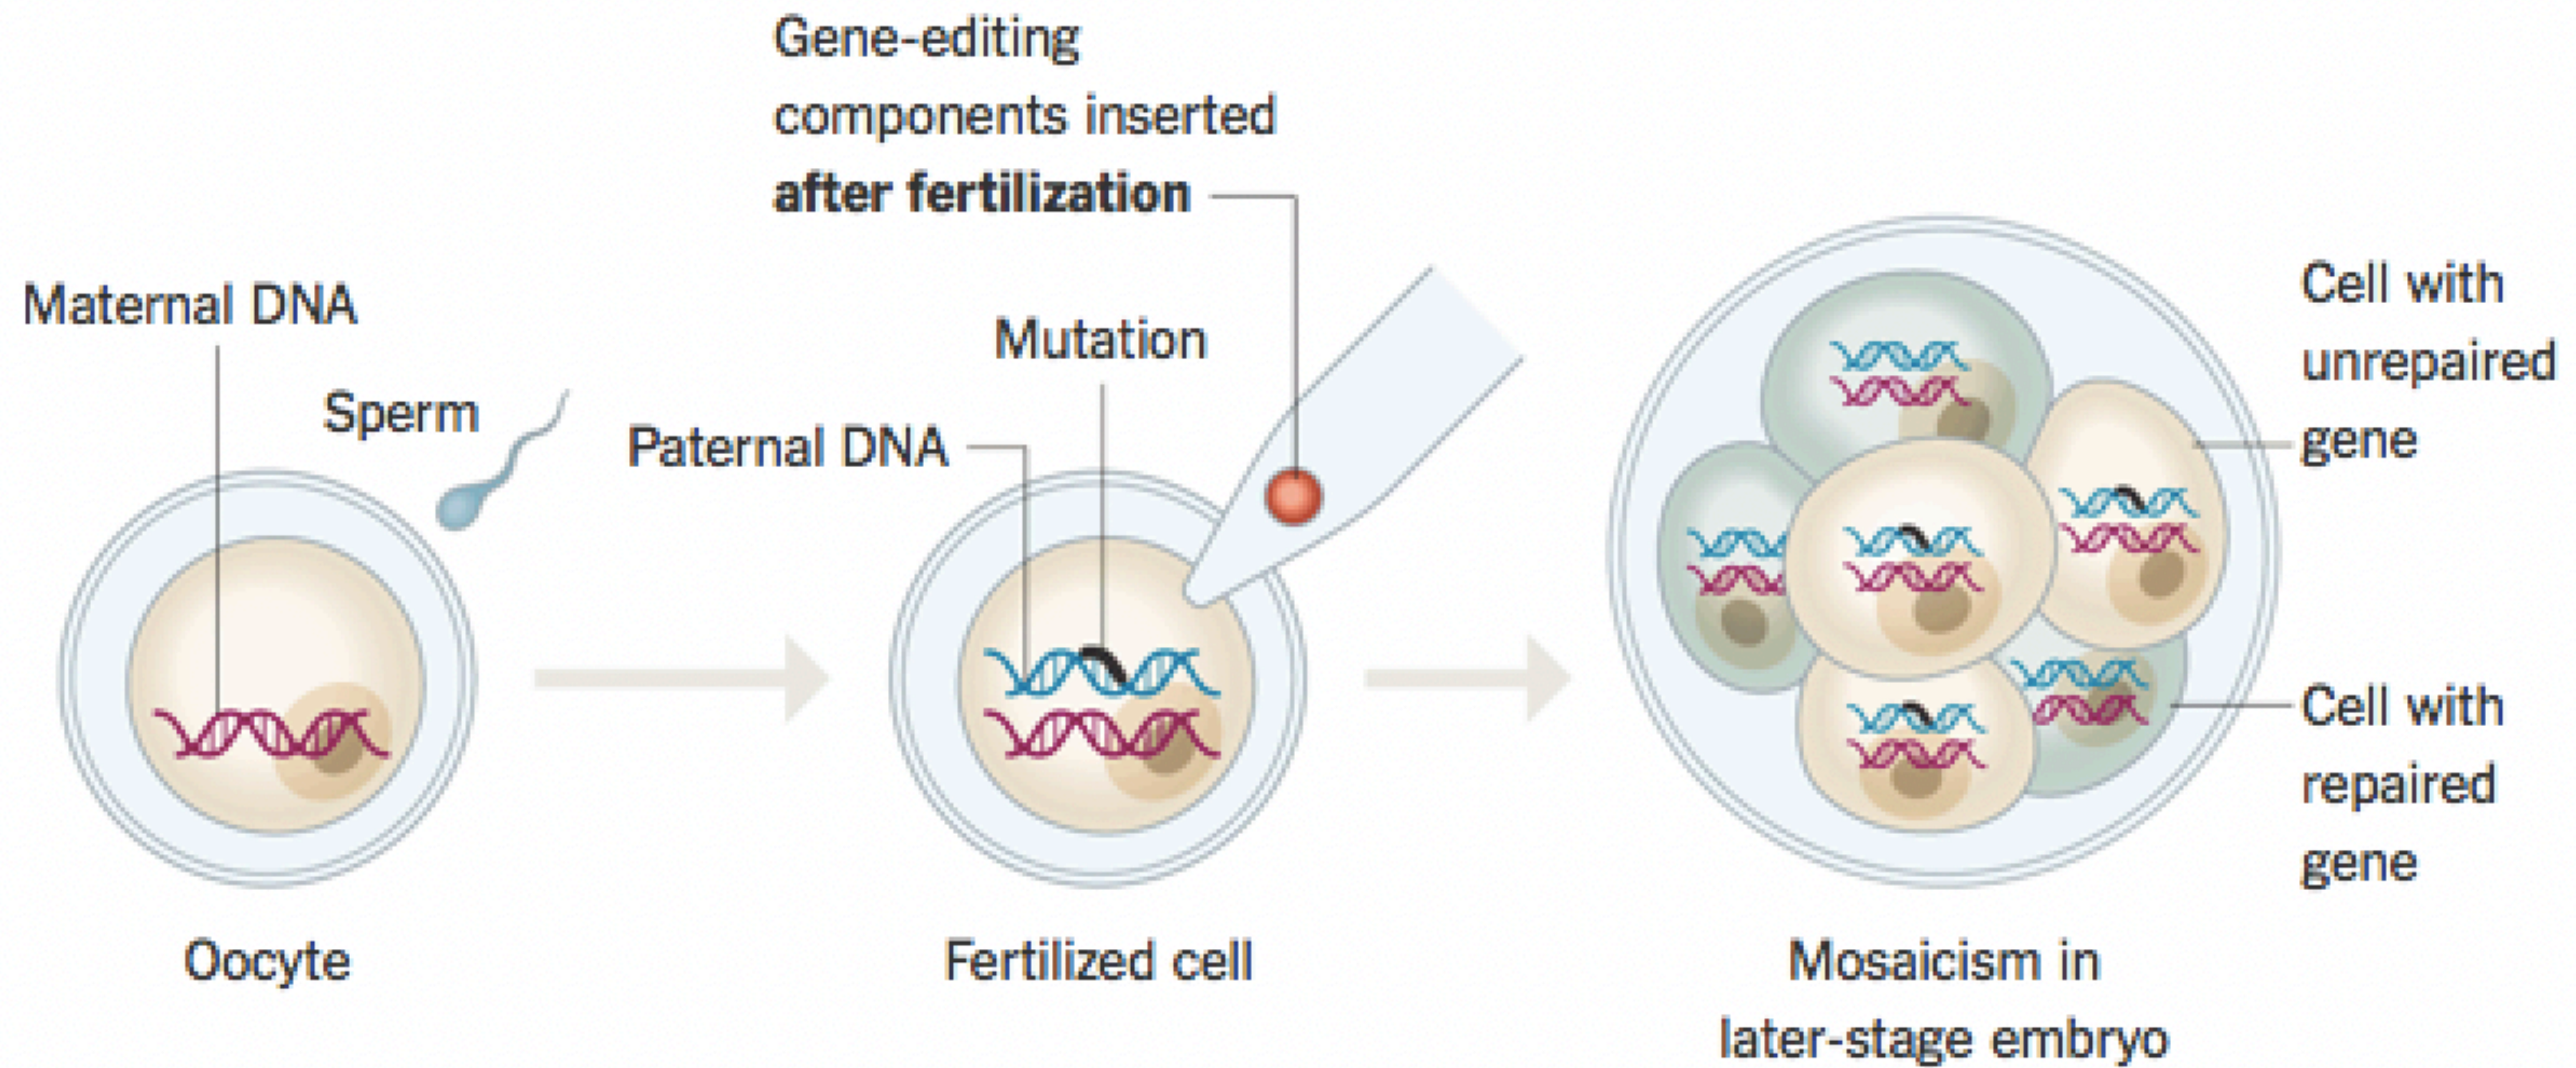 Gene-editing
components inserted
after fertilization
Maternal DNA
Sperm
Mutation
Paternal DNA
Cell with
unrepaired
gene
Cell with
repaired
gene
Oocyte
Fertilized cell
Mosaicism in
later-stage embryo